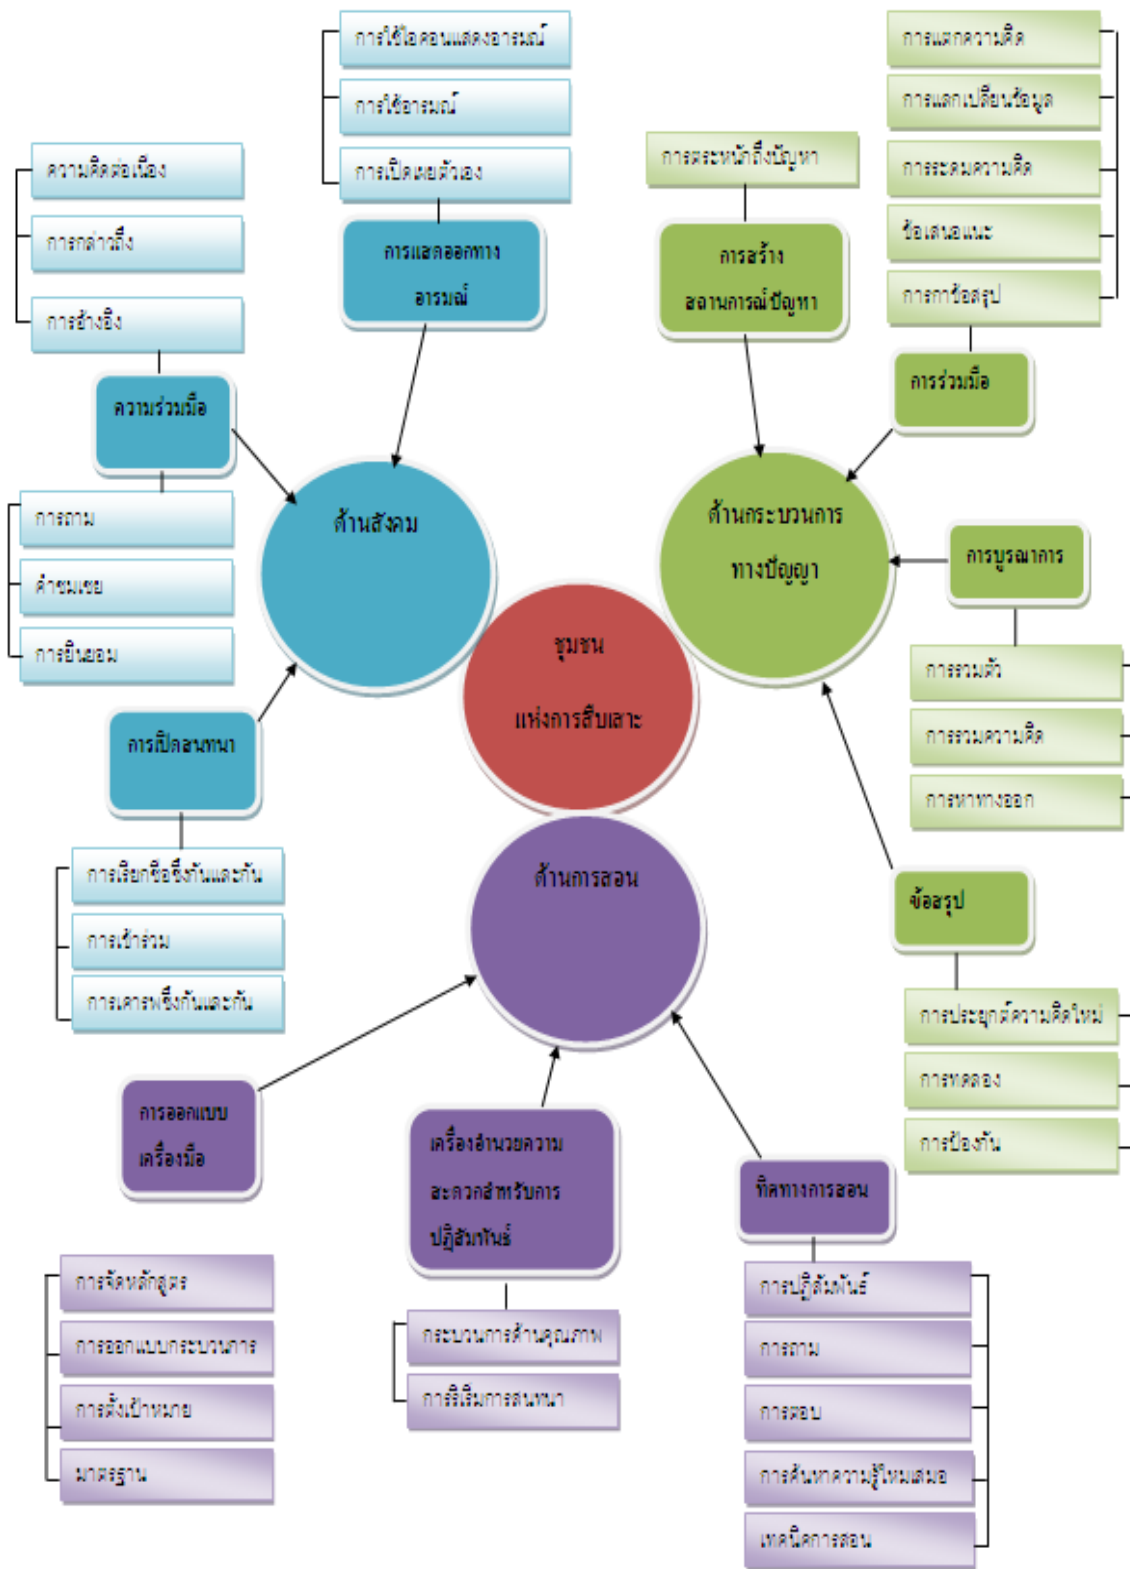 การใช้ไอคอนแสดงอารมณ์
การใช้อารมณ์
การเปิดเผยตัวเอง
การแสดออกทาง
อารมณ์
ความคิดต่อเนื่อง
การกล่าวถึง
การอ้างอิง
ความร่วมมือ
การถาม
คำชมเชย
การยินยอม
การเปิดสนทนา
การเรียกชื่อซึ่งกันและกัน
การเข้าร่วม
การเคารพซึ่งกันและกัน
ด้านสังคม
การตระหนักถึงปัญหา
การสร้าง
สถานการณ์ปัญหา
การแตกความคิด
การแลกเปลี่ยนข้อมูล
การระดมความคิด
ข้อเสนอแนะ
การหาข้อสรุป
การร่วมมือ
ด้านกระบวนการ
ทางปัญญา
การบูรณาการ
การรวมตัว
การรวมความคิด
การหาทางออก
ข้อสรุป
การประยุกต์ความคิดใหม่
การทดลอง
การป้องกัน
ชุมชน
แห่งการสืบเสาะ
ด้านการสอน
การออกแบบ
เครื่องมือ
การจัดหลักสูตร
การออกแบบกระบวนการ
การตั้งเป้าหมาย
มาตรฐาน
เครื่องอำนวยความ
สะดวกสำหรับการ
ปฏิสัมพันธ์
กระบวนการด้านคุณภาพ
การริเริ่มการสนทนา
ทิศทางการสอน
การปฏิสัมพันธ์
การถาม
การตอบ
การค้นหาความรู้ใหม่เสมอ
เทคนิคการสอน